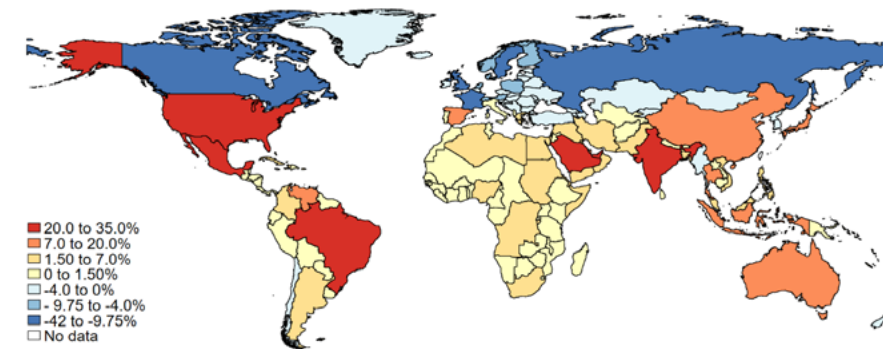 20.0 to 35.0%
7.0 to 20.0%
1.50 to 7.0%
0 to 1.50%
-4.0 to 0%
- 9.75 to -4.0%
-42 to -9.75%
No data